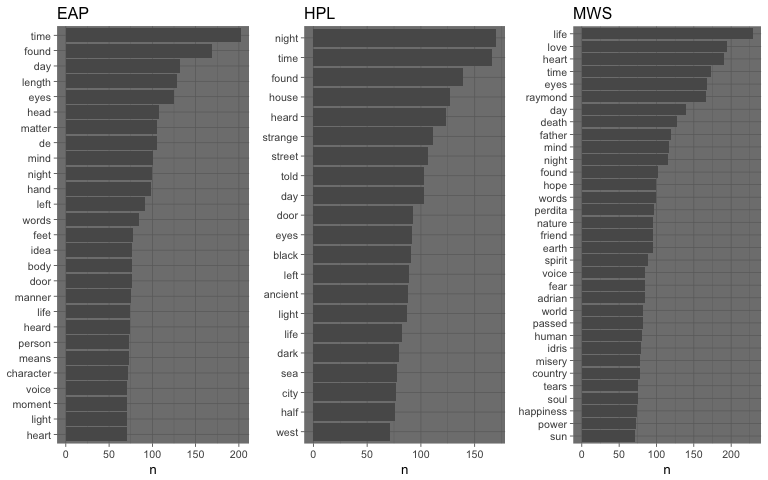 EAP
time
found
day
length
eyes
head
matter
de
mind
night
hand
left
words
feet
idea
body
door
manner
life
heard
person
means
character
voice
moment
light
heart
0 50 100 150 200
n
HPL
night
time
found
house
heard
strange
street
told
day
door
eyes
black
left
ancient
light
life
dark
sea
city
half
west
0 50 100 150
n
MWS
life
love
heart
time
eyes
raymond
day
death
father
mind
night
found
hope
words
perdita
nature
friend
earth
spirit
voice
fear
adrian
world
passed
human
idris
misery
country
tears
soul
happiness
power
sun
0 50 100 150 200
n